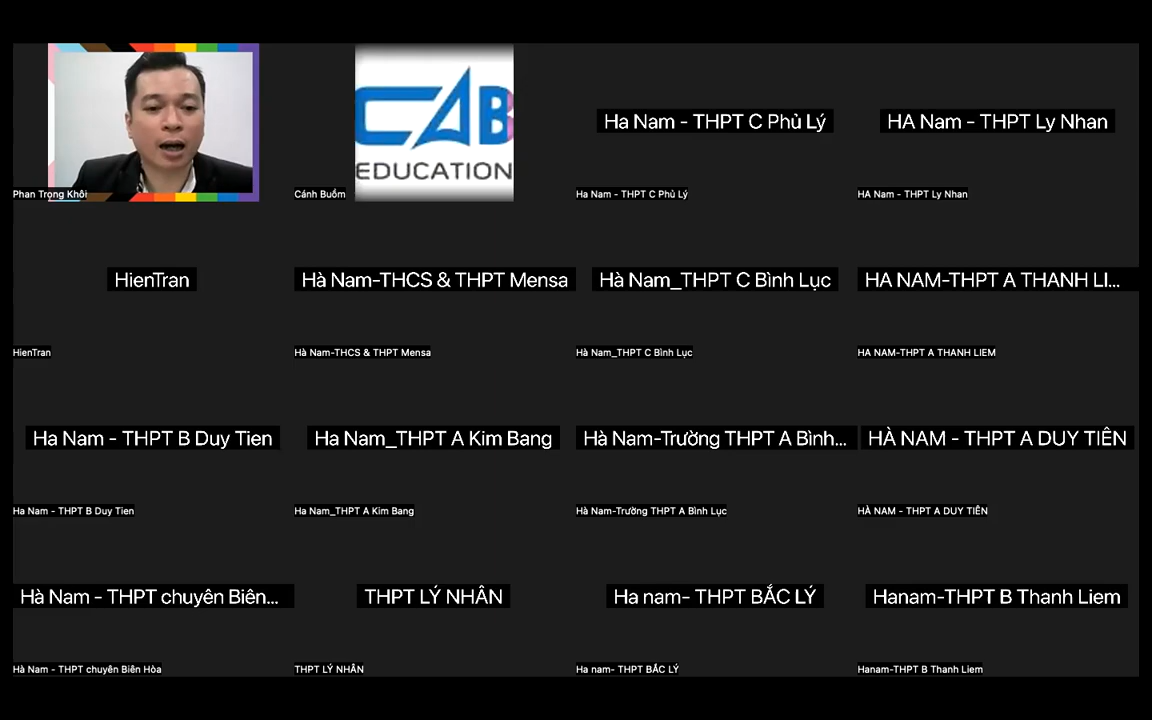 Phan Trọng Khôi
CAB
EDUCATION
Cánh Buồm
Ha Nam - THPT C Phủ Lý
Ha Nam - THPT C Phủ Lý
HA Nam - THPT Ly Nhan
HA Nam - THPT Ly Nhan
HienTran
HienTran
Hà Nam-THCS & THPT Mensa
Hà Nam-THCS & THPT Mensa
Hà Nam_THPT C Bình Lục
Hà Nam_THPT C Bình Lục
HA NAM-THPT A THANH LI...
HA NAM-THPT A THANH LIEM
Ha Nam - THPT B Duy Tien
Ha Nam - THPT B Duy Tien
Ha Nam_THPT A Kim Bang
Ha Nam_THPT A Kim Bang
Hà Nam-Trường THPT A Bình...
Hà Nam-Trường THPT A Bình Lục
HÀ NAM - THPT A DUY TIÊN
HÀ NAM - THPT A DUY TIÊN
Hà Nam - THPT chuyên Biên...
Hà Nam - THPT chuyên Biên Hòa
THPT LÝ NHÂN
THPT LÝ NHÂN
Ha nam- THPT BẮC LÝ
Ha nam- THPT BẮC LÝ
Hanam-THPT B Thanh Liem
Hanam-THPT B Thanh Liem